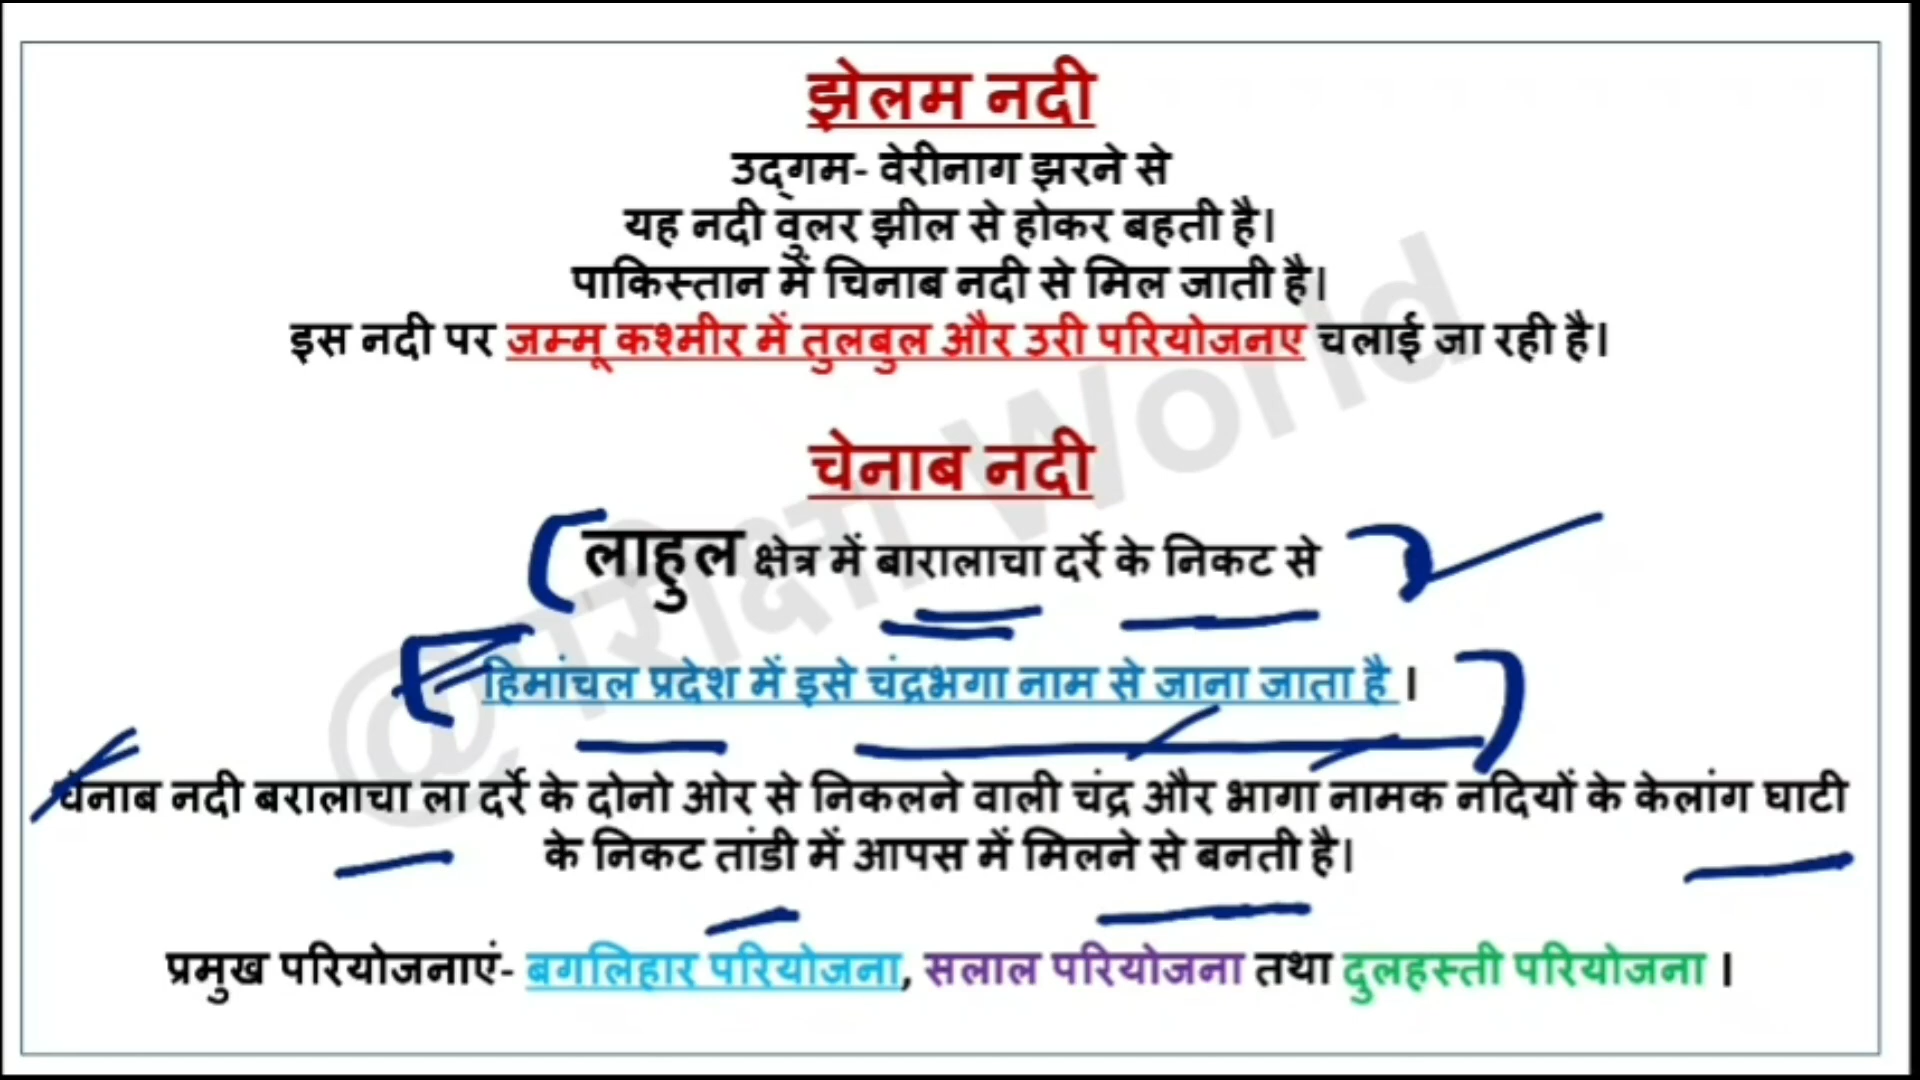 झेलम नदी
उद्गम- वेरीनाग झरने से
यह नदी वुलर झील से होकर बहती है।
पाकिस्तान में चिनाब नदी से मिल जाती है।
इस नदी पर जम्मू कश्मीर में तुलबुल और उरी परियोजनए चलाई जा रही है।
चेनाब नदी
लाहुल क्षेत्र में बारालाचा दर्रे के निकट से
हिमांचल प्रदेश में इसे चंद्रभगा नाम से जाना जाता है ।
चेनाब नदी बरालाचा ला दर्रे के दोनो ओर से निकलने वाली चंद्र और भागा नामक नदियों के केलांग घाटी
के निकट तांडी में आपस में मिलने से बनती है।
प्रमुख परियोजनाएं- बगलिहार परियोजना, सलाल परियोजना तथा दुलहस्ती परियोजना ।
@परीक्षा World